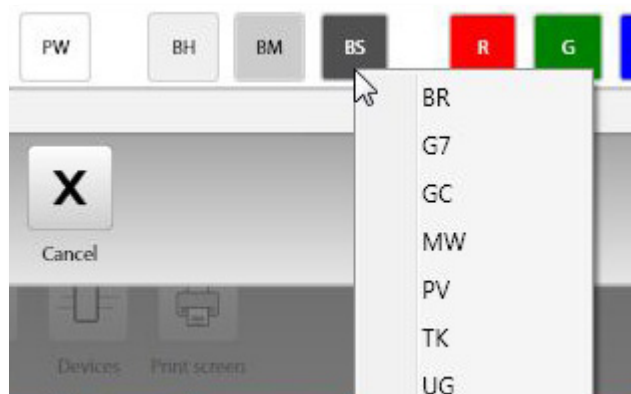 PW BH BM BS R G
BR
G7
GC
MW
PV
TK
UG
X
Cancel
Devices Print screen